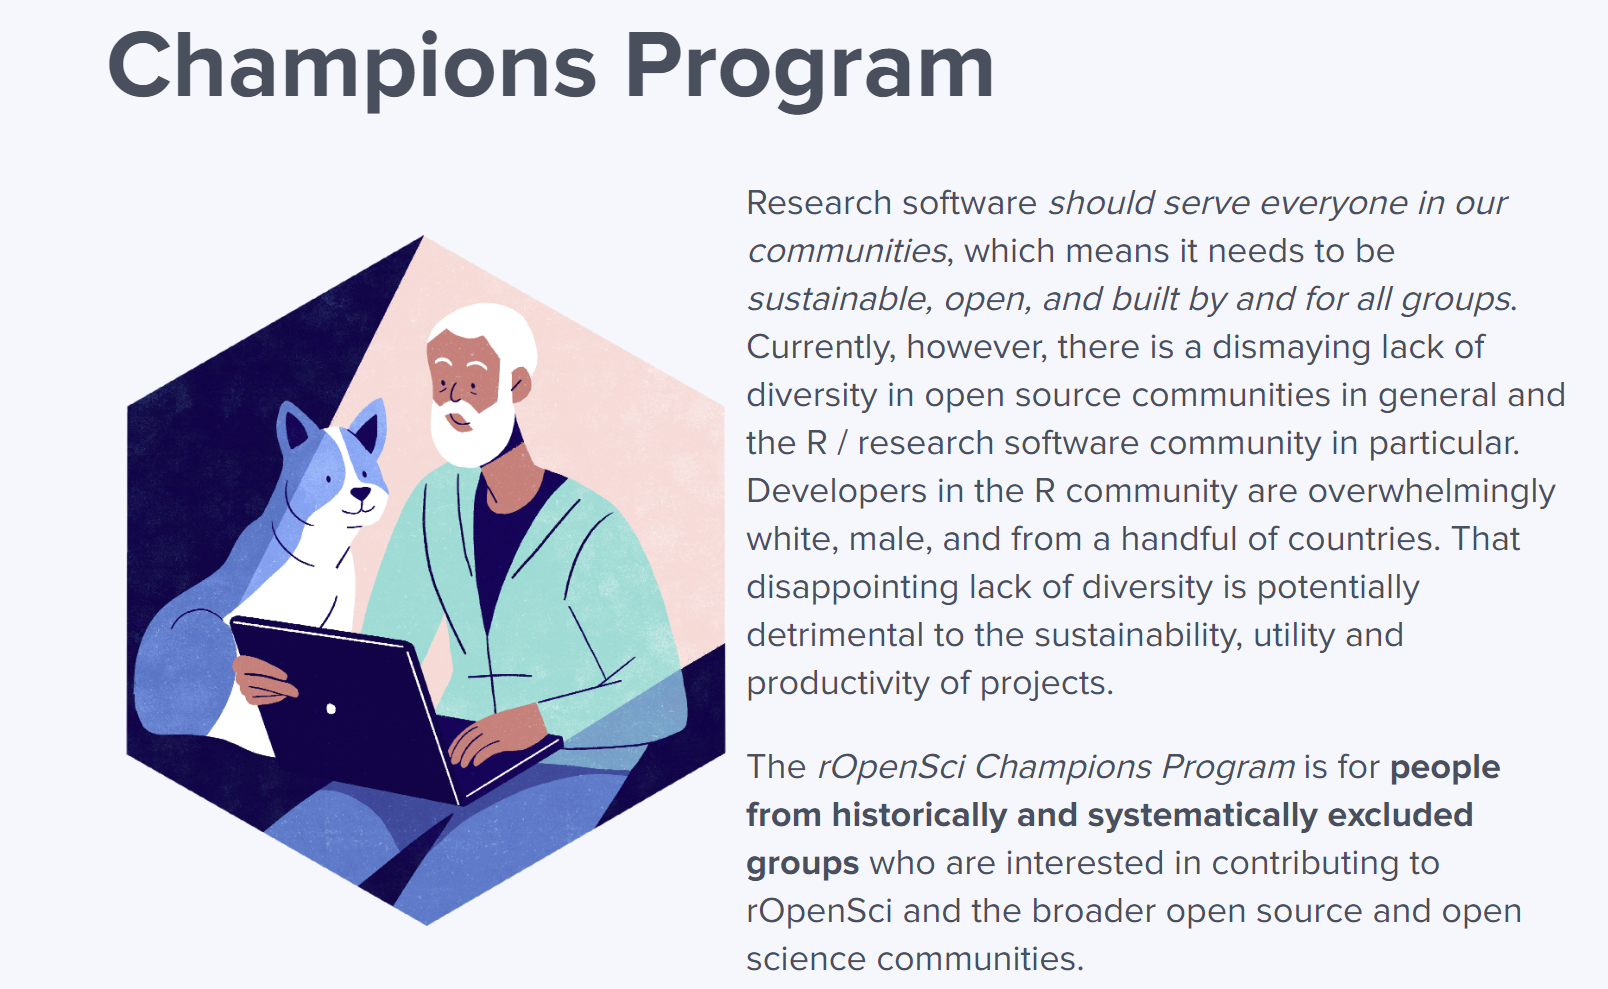 Champions Program
Research software should serve everyone in our
communities, which means it needs to be
sustainable, open, and built by and for all groups.
Currently, however, there is a dismaying lack of
diversity in open source communities in general and
the R / research software community in particular.
Developers in the R community are overwhelmingly
white, male, and from a handful of countries. That
disappointing lack of diversity is potentially
detrimental to the sustainability, utility and
productivity of projects.
The rOpenSci Champions Program is for people
from historically and systematically excluded
groups who are interested in contributing to
rOpenSci and the broader open source and open
science communities.